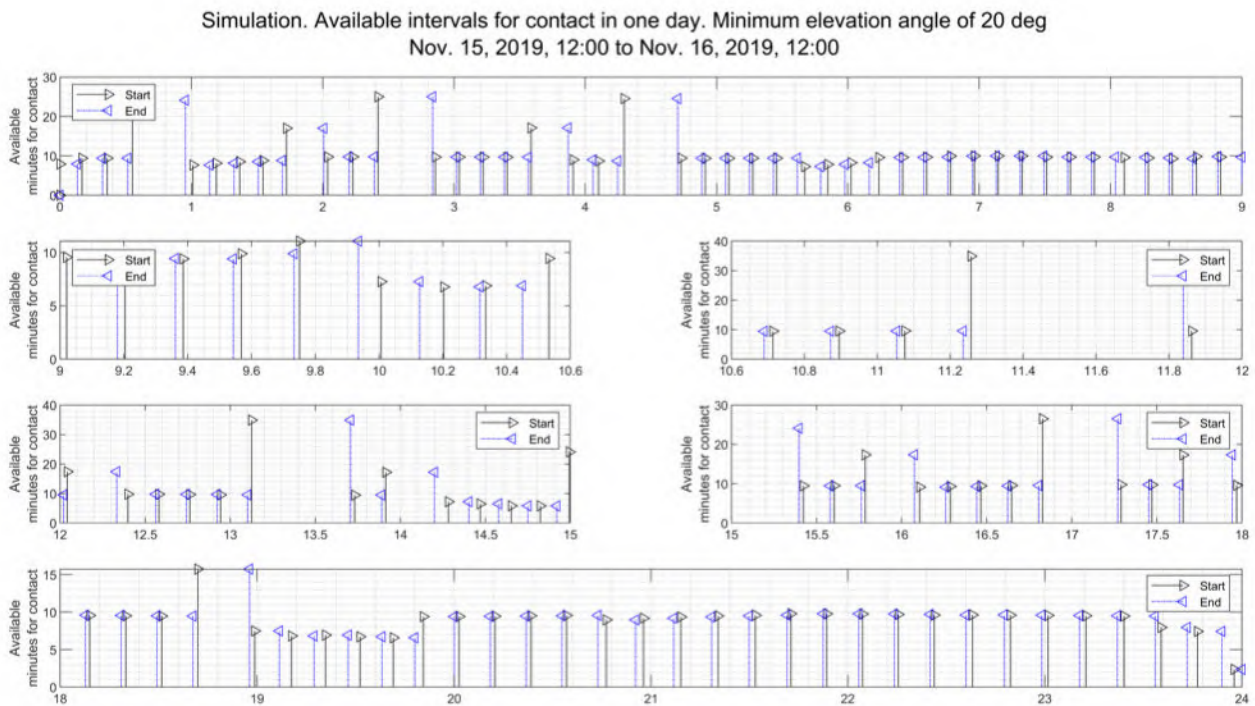 Simulation. Available intervals for contact in one day. Minimum elevation angle of 20 deg
Nov. 15, 2019, 12:00 to Nov. 16, 2019, 12:00
Available
minutes for contact
30
20
10
0
Start
End
0 1 2 3 4 5 6 7 8 9
Available
minutes for contact
10
5
0
Start
End
9 9.2 9.4 9.6 9.8 10 10.2 10.4 10.6
Available
minutes for contact
40
30
20
10
0
Start
End
10.6 10.8 11 11.2 11.4 11.6 11.8 12
Available
minutes for contact
40
30
20
10
0
Start
End
12 12.5 13 13.5 14 14.5 15
Available
minutes for contact
30
20
10
0
Start
End
15 15.5 16 16.5 17 17.5 18
Available
minutes for contact
15
10
5
0
Start
End
18 19 20 21 22 23 24